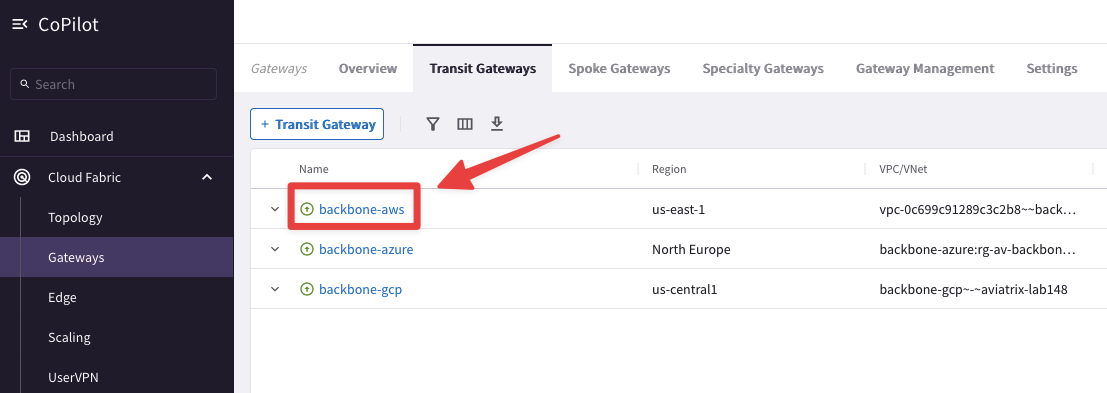 CoPilot
Search
Dashboard
Cloud Fabric
Topology
Gateways
Edge
Scaling
UserVPN
Gateways Overview Transit Gateways Spoke Gateways Specialty Gateways Gateway Management Settings
+ Transit Gateway
Name Region VPC/VNet
backbone-aws us-east-1 vpc-0c699c91289c3c2b8~~back...
backbone-azure North Europe backbone-azure:rg-av-backbon...
backbone-gcp us-central1 backbone-gcp~-~aviatrix-lab148